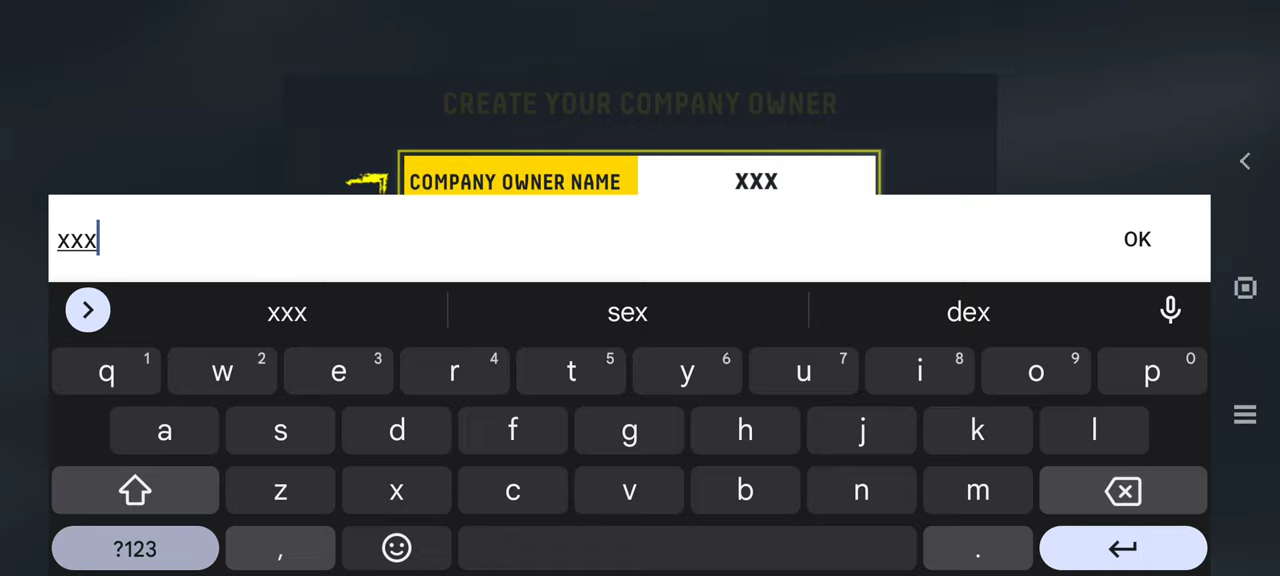 CREATE YOUR COMPANY OWNER
COMPANY OWNER NAME XXX
xxx OK
xxx sex dex
q 1 w 2 e 3 r 4 t 5 y 6 u 7 i 8 o 9 p 0
a s d f g h j k l
z x c v b n m
?123 , .